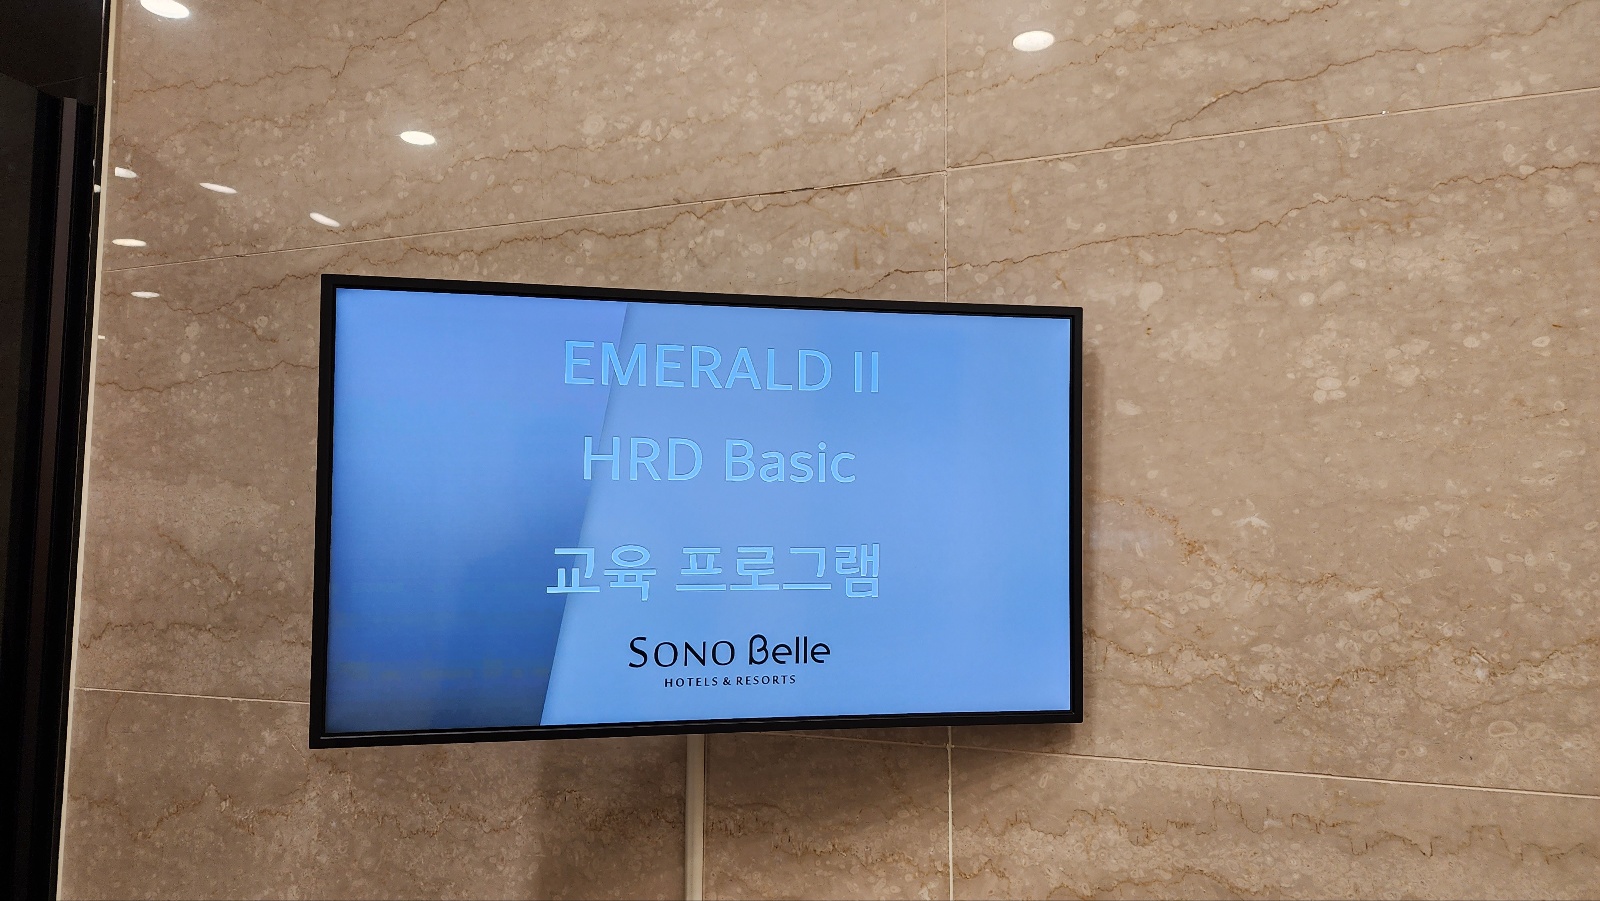 EMERALD II
HRD Basic
교육 프로그램
SONO Belle
HOTELS & RESORTS